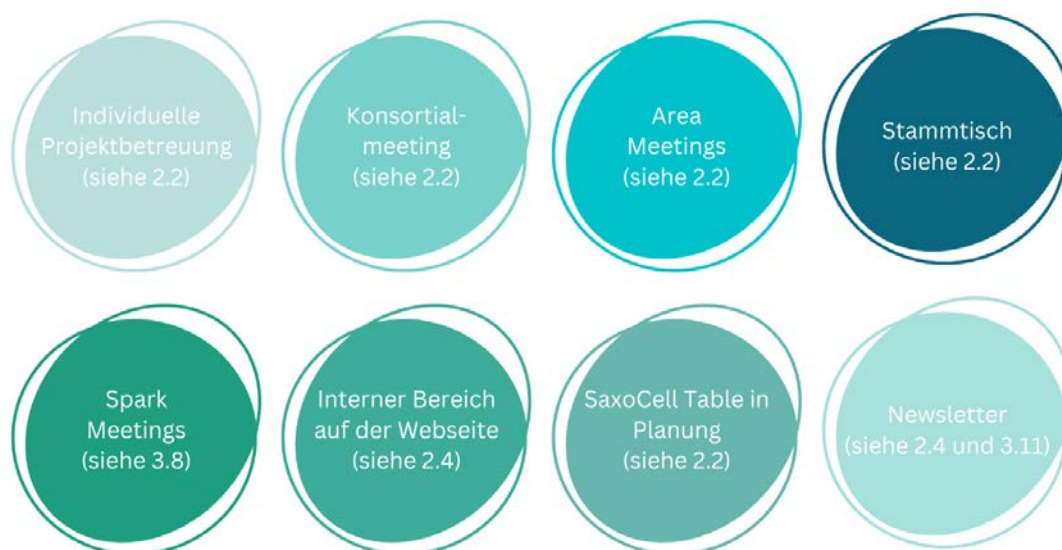 Individuelle
Projektbetreuung
(siehe 2.2)
Konsortial-
meeting
(siehe 2.2)
Area
Meetings
(siehe 2.2)
Stammtisch
(siehe 2.2)
Spark
Meetings
(siehe 3.8)
Interner Bereich
auf der Webseite
(siehe 2.4)
SaxoCell Table in
Planung
(siehe 2.2)
Newsletter
(siehe 2.4 und 3.11)